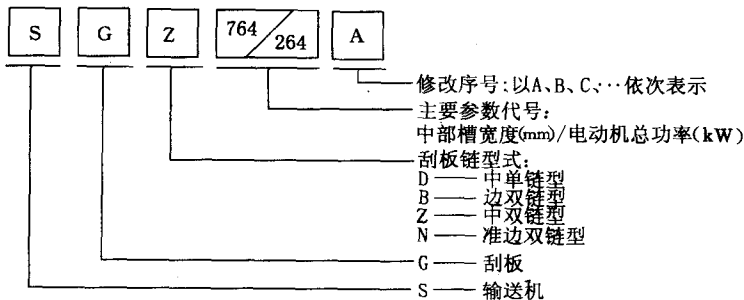 S G Z 764/264 A
修改序号:以A、B、C、…依次表示
主要参数代号:
中部槽宽度(mm)/电动机总功率(kW)
刮板链型式:
D —— 中单链型
B —— 边双链型
Z —— 中双链型
N —— 准边双链型
G —— 刮板
S —— 输送机